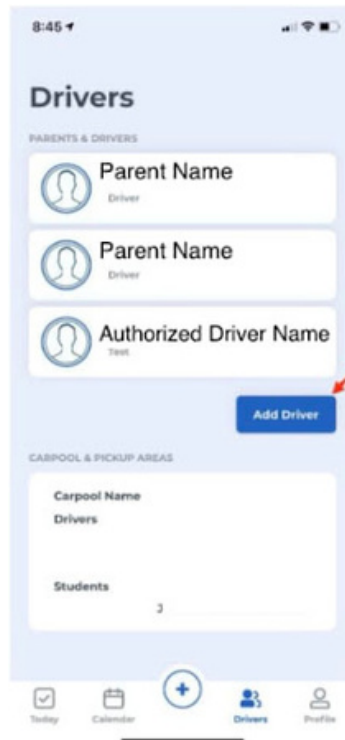 8:45
Drivers
PARENTS & DRIVERS
Parent Name
Driver
Parent Name
Driver
Authorized Driver Name
Test
Add Driver
CARPOOL & PICKUP AREAS
Carpool Name
Drivers
Students
J
Today Calendar Drivers Profile